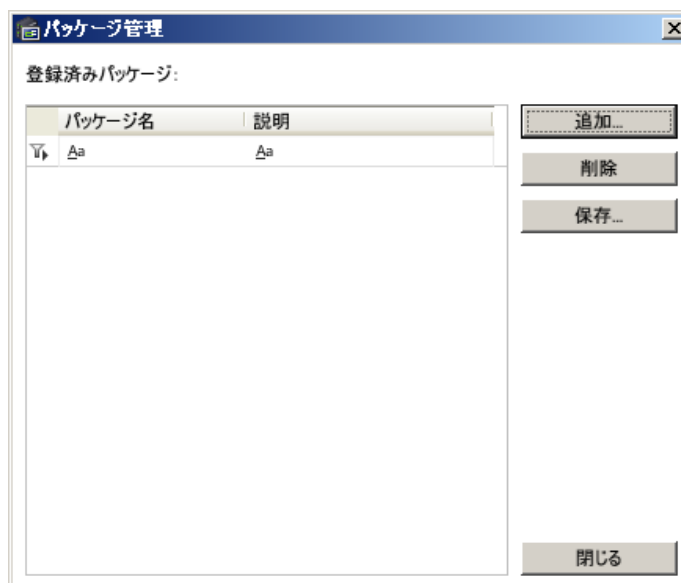 パッケージ管理
登録済みパッケージ:
パッケージ名 説明
Aa Aa
追加...
削除
保存...
閉じる